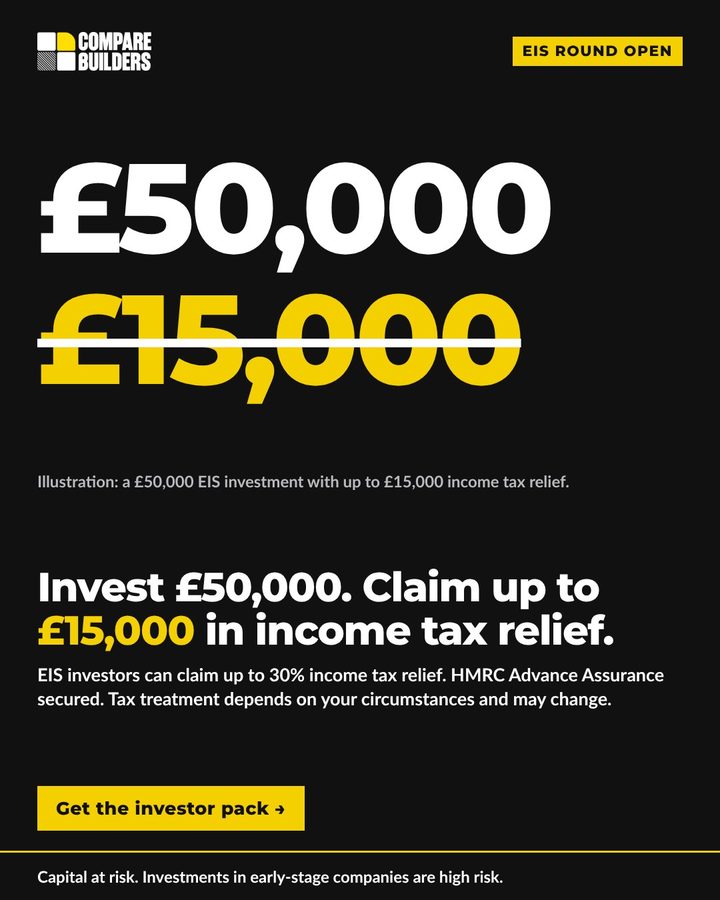 COMPARE
BUILDERS
EIS ROUND OPEN
£50,000
£15,000
Illustration: a £50,000 EIS investment with up to £15,000 income tax relief.
Invest £50,000. Claim up to
£15,000 in income tax relief.
EIS investors can claim up to 30% income tax relief. HMRC Advance Assurance
secured. Tax treatment depends on your circumstances and may change.
Get the investor pack →
Capital at risk. Investments in early-stage companies are high risk.